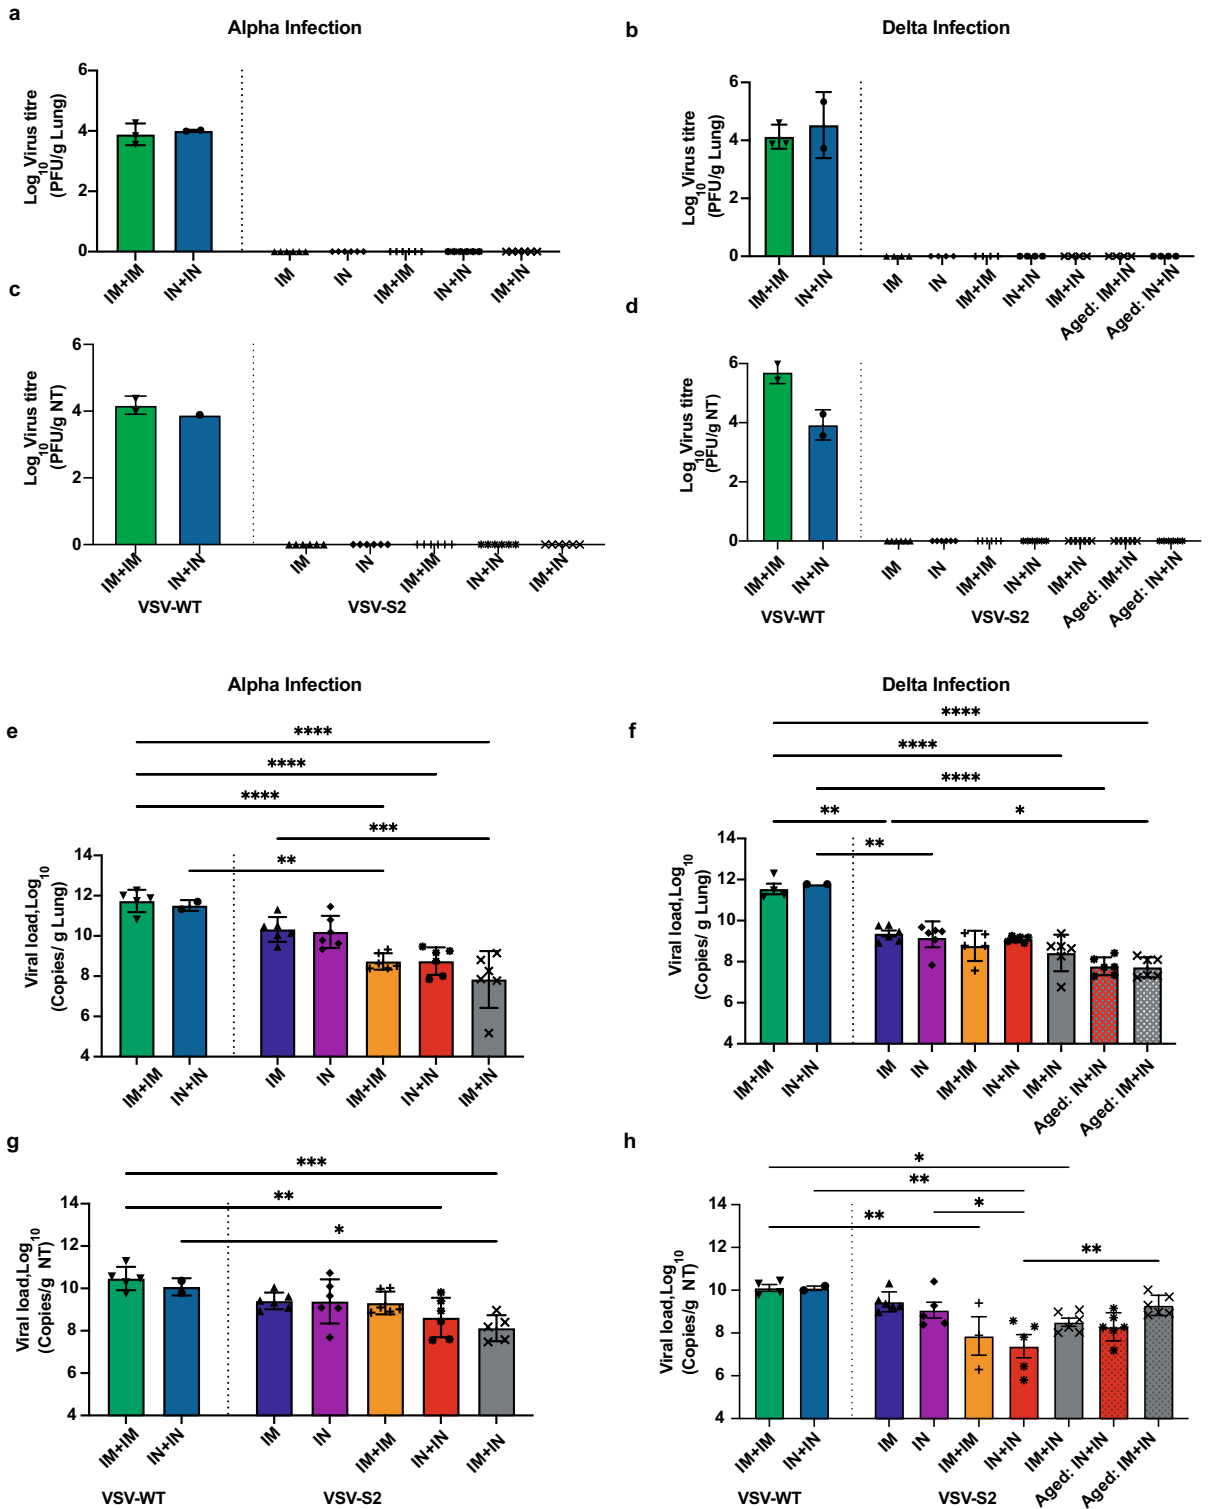 a
Alpha Infection
b
Delta Infection
Log10 Virus titre
(PFU/g Lung)
6
4
2
0
IM+IM
IN+IN
IM
IN
IM+IM
IN+IN
IM+IN
Log10 Virus titre
(PFU/g Lung)
6
4
2
0
IM+IM
IN+IN
IM
IN
IM+IM
IN+IN
IM+IN
Aged: IM+IN
Aged: IN+IN
c
Log10 Virus titre
(PFU/g NT)
6
4
2
0
IM+IM
IN+IN
IM
IN
IM+IM
IN+IN
IM+IN
VSV-WT
VSV-S2
d
Log10 Virus titre
(PFU/g NT)
6
4
2
0
IM+IM
IN+IN
IM
IN
IM+IM
IN+IN
IM+IN
Aged: IM+IN
Aged: IN+IN
VSV-WT
VSV-S2
Alpha Infection
Delta Infection
e
****
****
****
***
**
Viral load,Log10
(Copies/ g Lung)
14
12
10
8
6
4
IM+IM
IN+IN
IM
IN
IM+IM
IN+IN
IM+IN
f
****
****
****
**
*
**
Viral load,Log10
(Copies/ g Lung)
14
12
10
8
6
4
IM+IM
IN+IN
IM
IN
IM+IM
IN+IN
IM+IN
Aged: IN+IN
Aged: IM+IN
g
***
**
*
Viral load,Log10
(Copies/g NT)
14
12
10
8
6
4
IM+IM
IN+IN
IM
IN
IM+IM
IN+IN
IM+IN
VSV-WT
VSV-S2
h
*
**
*
**
**
Viral load,Log10
(Copies/g NT)
14
12
10
8
6
4
IM+IM
IN+IN
IM
IN
IM+IM
IN+IN
IM+IN
Aged: IN+IN
Aged: IM+IN
VSV-WT
VSV-S2